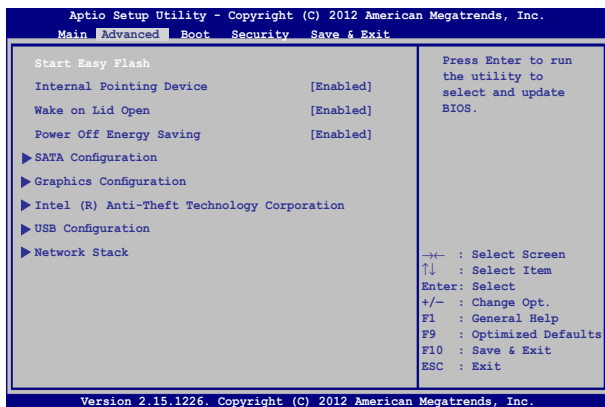 Aptio Setup Utility - Copyright (C) 2012 American Megatrends, Inc.
Main Advanced Boot Security Save & Exit
Start Easy Flash
Internal Pointing Device [Enabled]
Wake on Lid Open [Enabled]
Power Off Energy Saving [Enabled]
SATA Configuration
Graphics Configuration
Intel (R) Anti-Theft Technology Corporation
USB Configuration
Network Stack
Press Enter to run
the utility to
select and update
BIOS.
→← : Select Screen
↑↓ : Select Item
Enter: Select
+/— : Change Opt.
F1 : General Help
F9 : Optimized Defaults
F10 : Save & Exit
ESC : Exit
Version 2.15.1226. Copyright (C) 2012 American Megatrends, Inc.